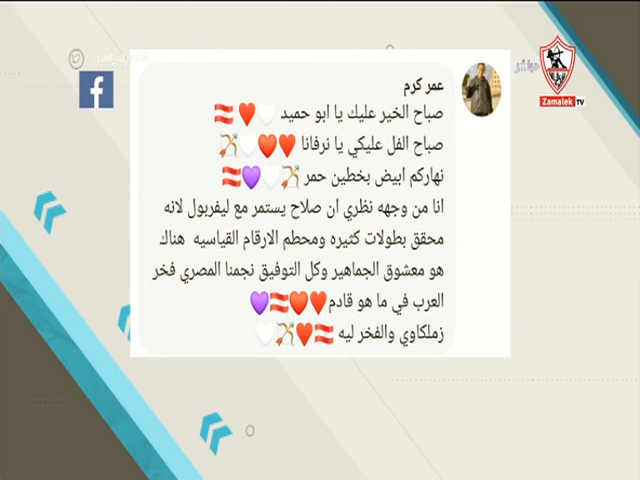 مباشر
Zamalek TV
عمر كرم
صباح الخير عليك يا ابو حميد 🤍❤️🇦🇹
صباح الفل عليكي يا نرفانا ❤️❤️🤍🏹
نهاركم ابيض بخطين حمر 🏹🤍💜🇦🇹
انا من وجهه نظري ان صلاح يستمر مع ليفربول لانه
محقق بطولات كثيره ومحطم الارقام القياسيه هناك
هو معشوق الجماهير وكل التوفيق نجمنا المصري فخر
العرب في ما هو قادم❤️❤️🇦🇹💜
زملكاوي والفخر ليه 🇦🇹❤️🏹🤍